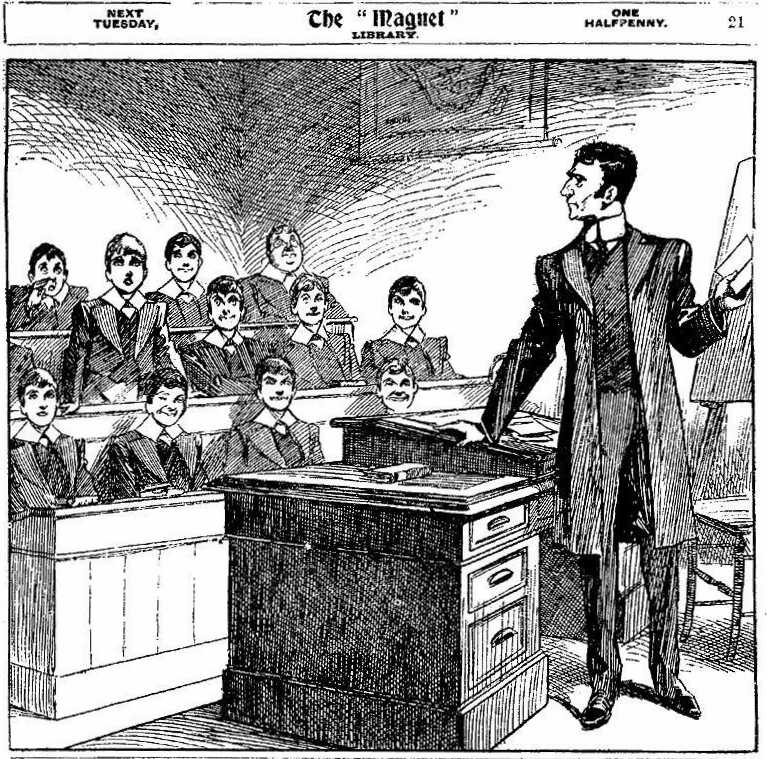 NEXT
TUESDAY,
The "Magnet"
LIBRARY.
ONE
HALFPENNY.
21